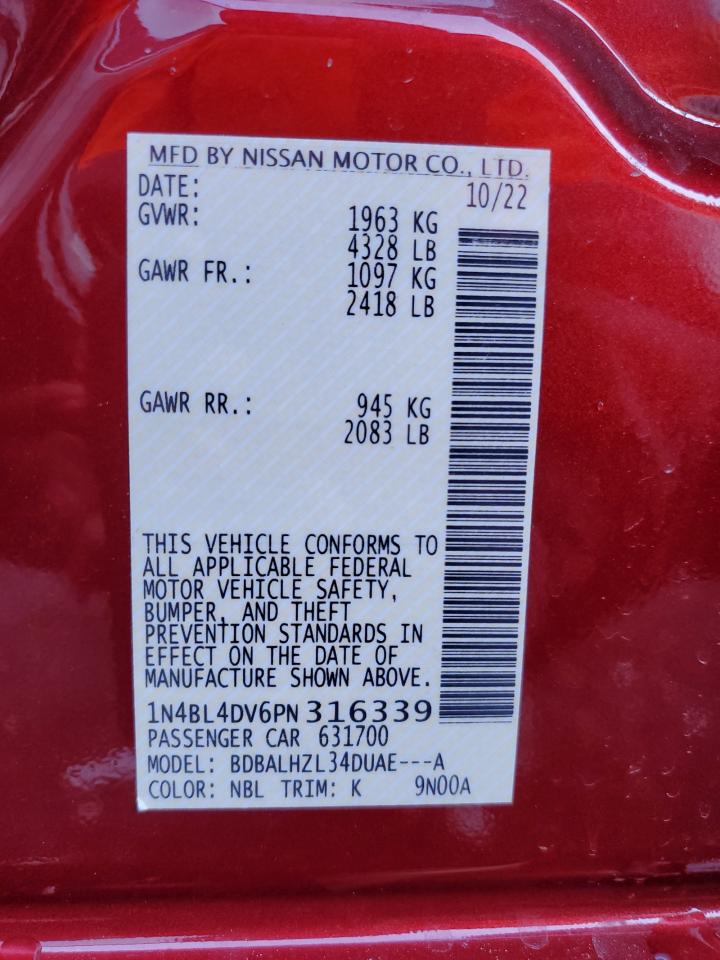 MFD BY NISSAN MOTOR CO., LTD.
DATE: 10/22
GVWR: 1963 KG
4328 LB
GAWR FR.: 1097 KG
2418 LB
GAWR RR.: 945 KG
2083 LB
THIS VEHICLE CONFORMS TO
ALL APPLICABLE FEDERAL
MOTOR VEHICLE SAFETY,
BUMPER, AND THEFT
PREVENTION STANDARDS IN
EFFECT ON THE DATE OF
MANUFACTURE SHOWN ABOVE.
1N4BL4DV6PN316339
PASSENGER CAR 631700
MODEL: BDBALHZL34DUAE---A
COLOR: NBL TRIM: K 9N00A